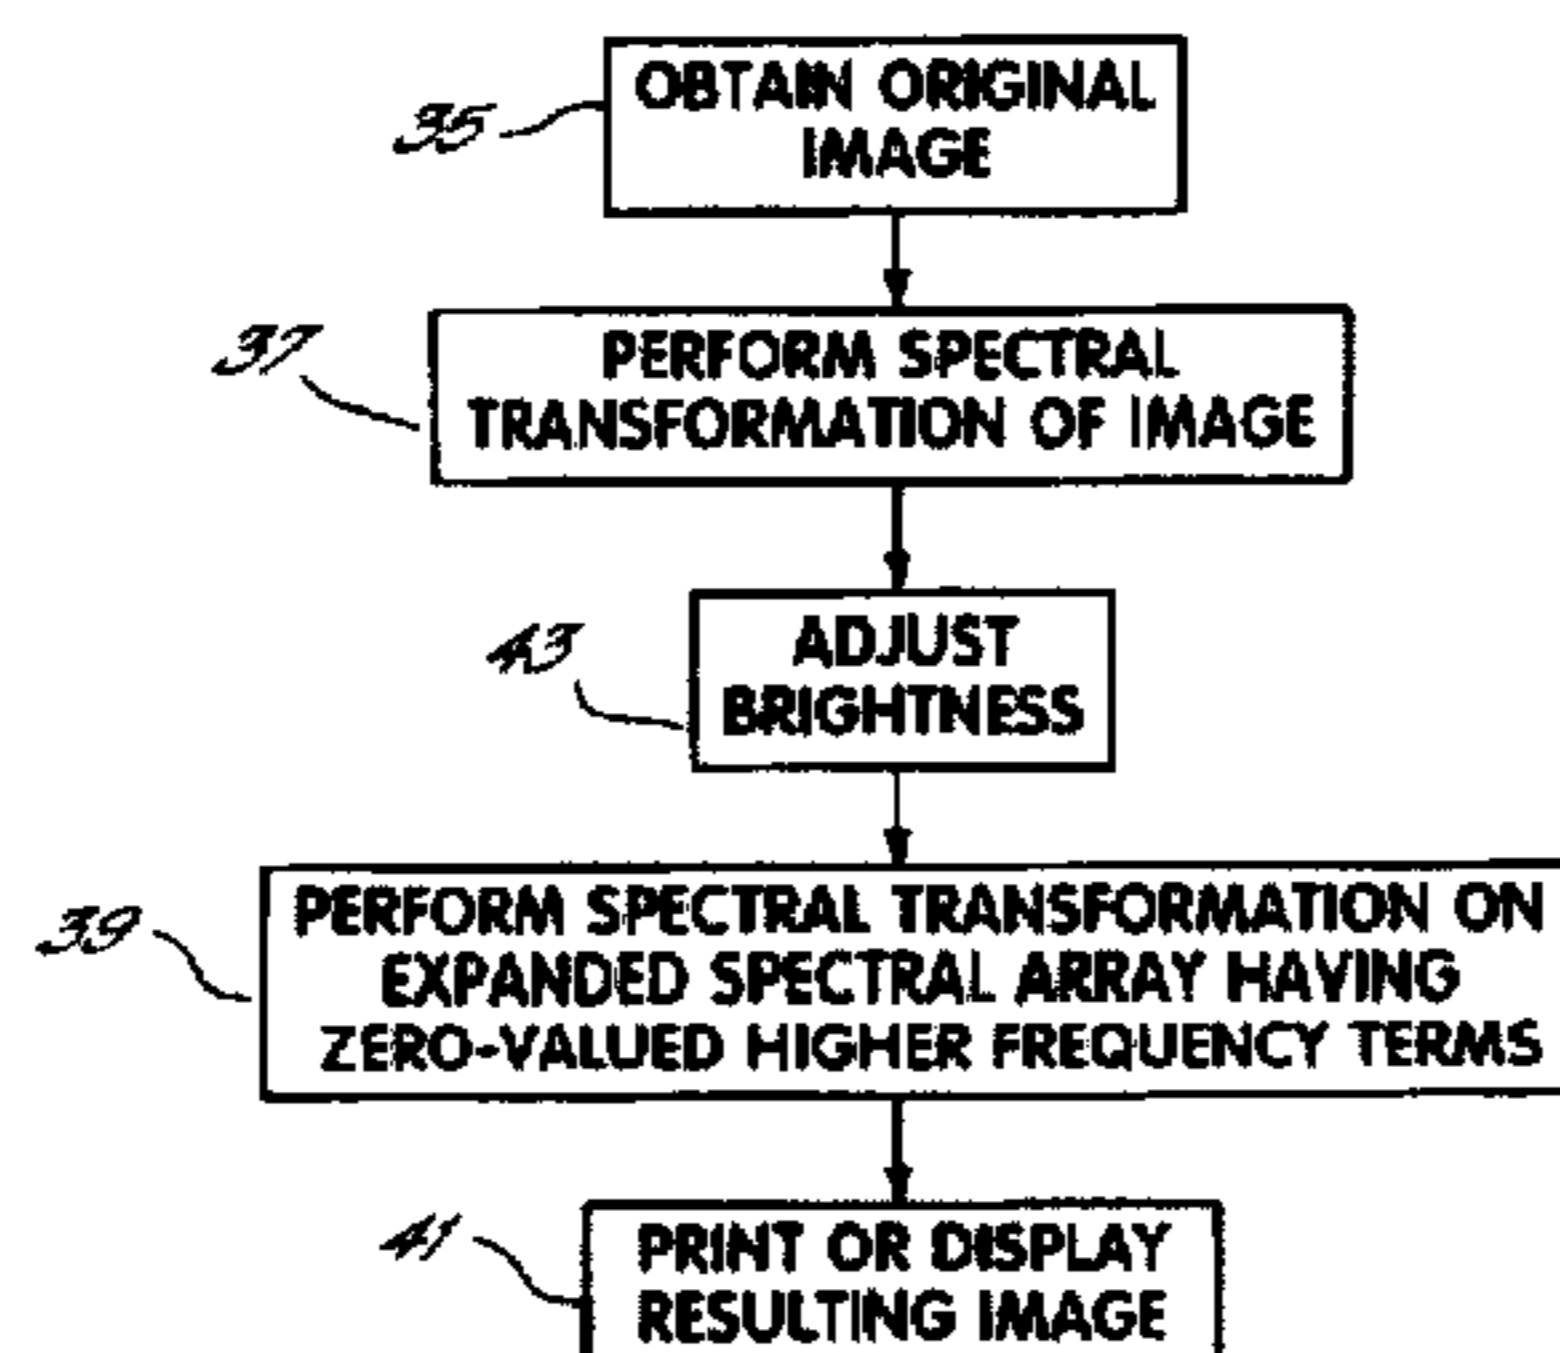 35
OBTAIN ORIGINAL
IMAGE
37
PERFORM SPECTRAL
TRANSFORMATION OF IMAGE
43
ADJUST
BRIGHTNESS
39
PERFORM SPECTRAL TRANSFORMATION ON
EXPANDED SPECTRAL ARRAY HAVING
ZERO-VALUED HIGHER FREQUENCY TERMS
41
PRINT OR DISPLAY
RESULTING IMAGE